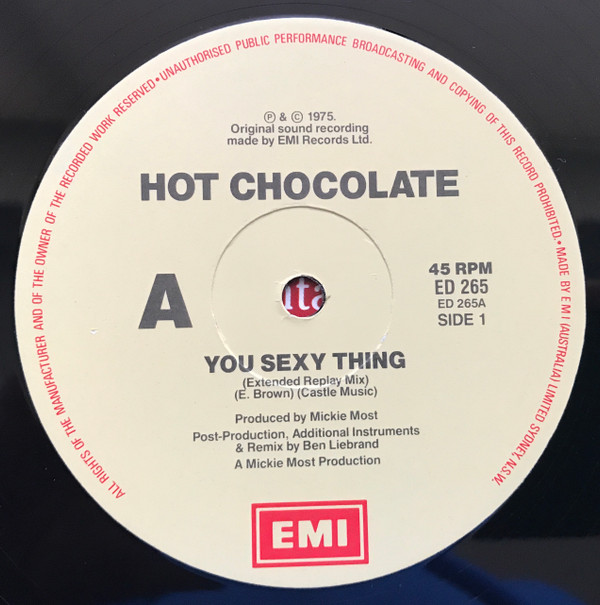 ALL RIGHTS OF THE MANUFACTURER AND OF THE OWNER OF THE RECORDED WORK RESERVED • UNAUTHORISED PUBLIC PERFORMANCE BROADCASTING AND COPYING OF THIS RECORD PROHIBITED. • MADE BY E M I (AUSTRALIA) LIMITED SYDNEY, N.S.W.
Ⓟ & © 1975.
Original sound recording
made by EMI Records Ltd.
HOT CHOCOLATE
A
45 RPM
ED 265
ED 265A
SIDE 1
YOU SEXY THING
(Extended Replay Mix)
(E. Brown) (Castle Music)
Produced by Mickie Most
Post-Production, Additional Instruments
& Remix by Ben Liebrand
A Mickie Most Production
EMI